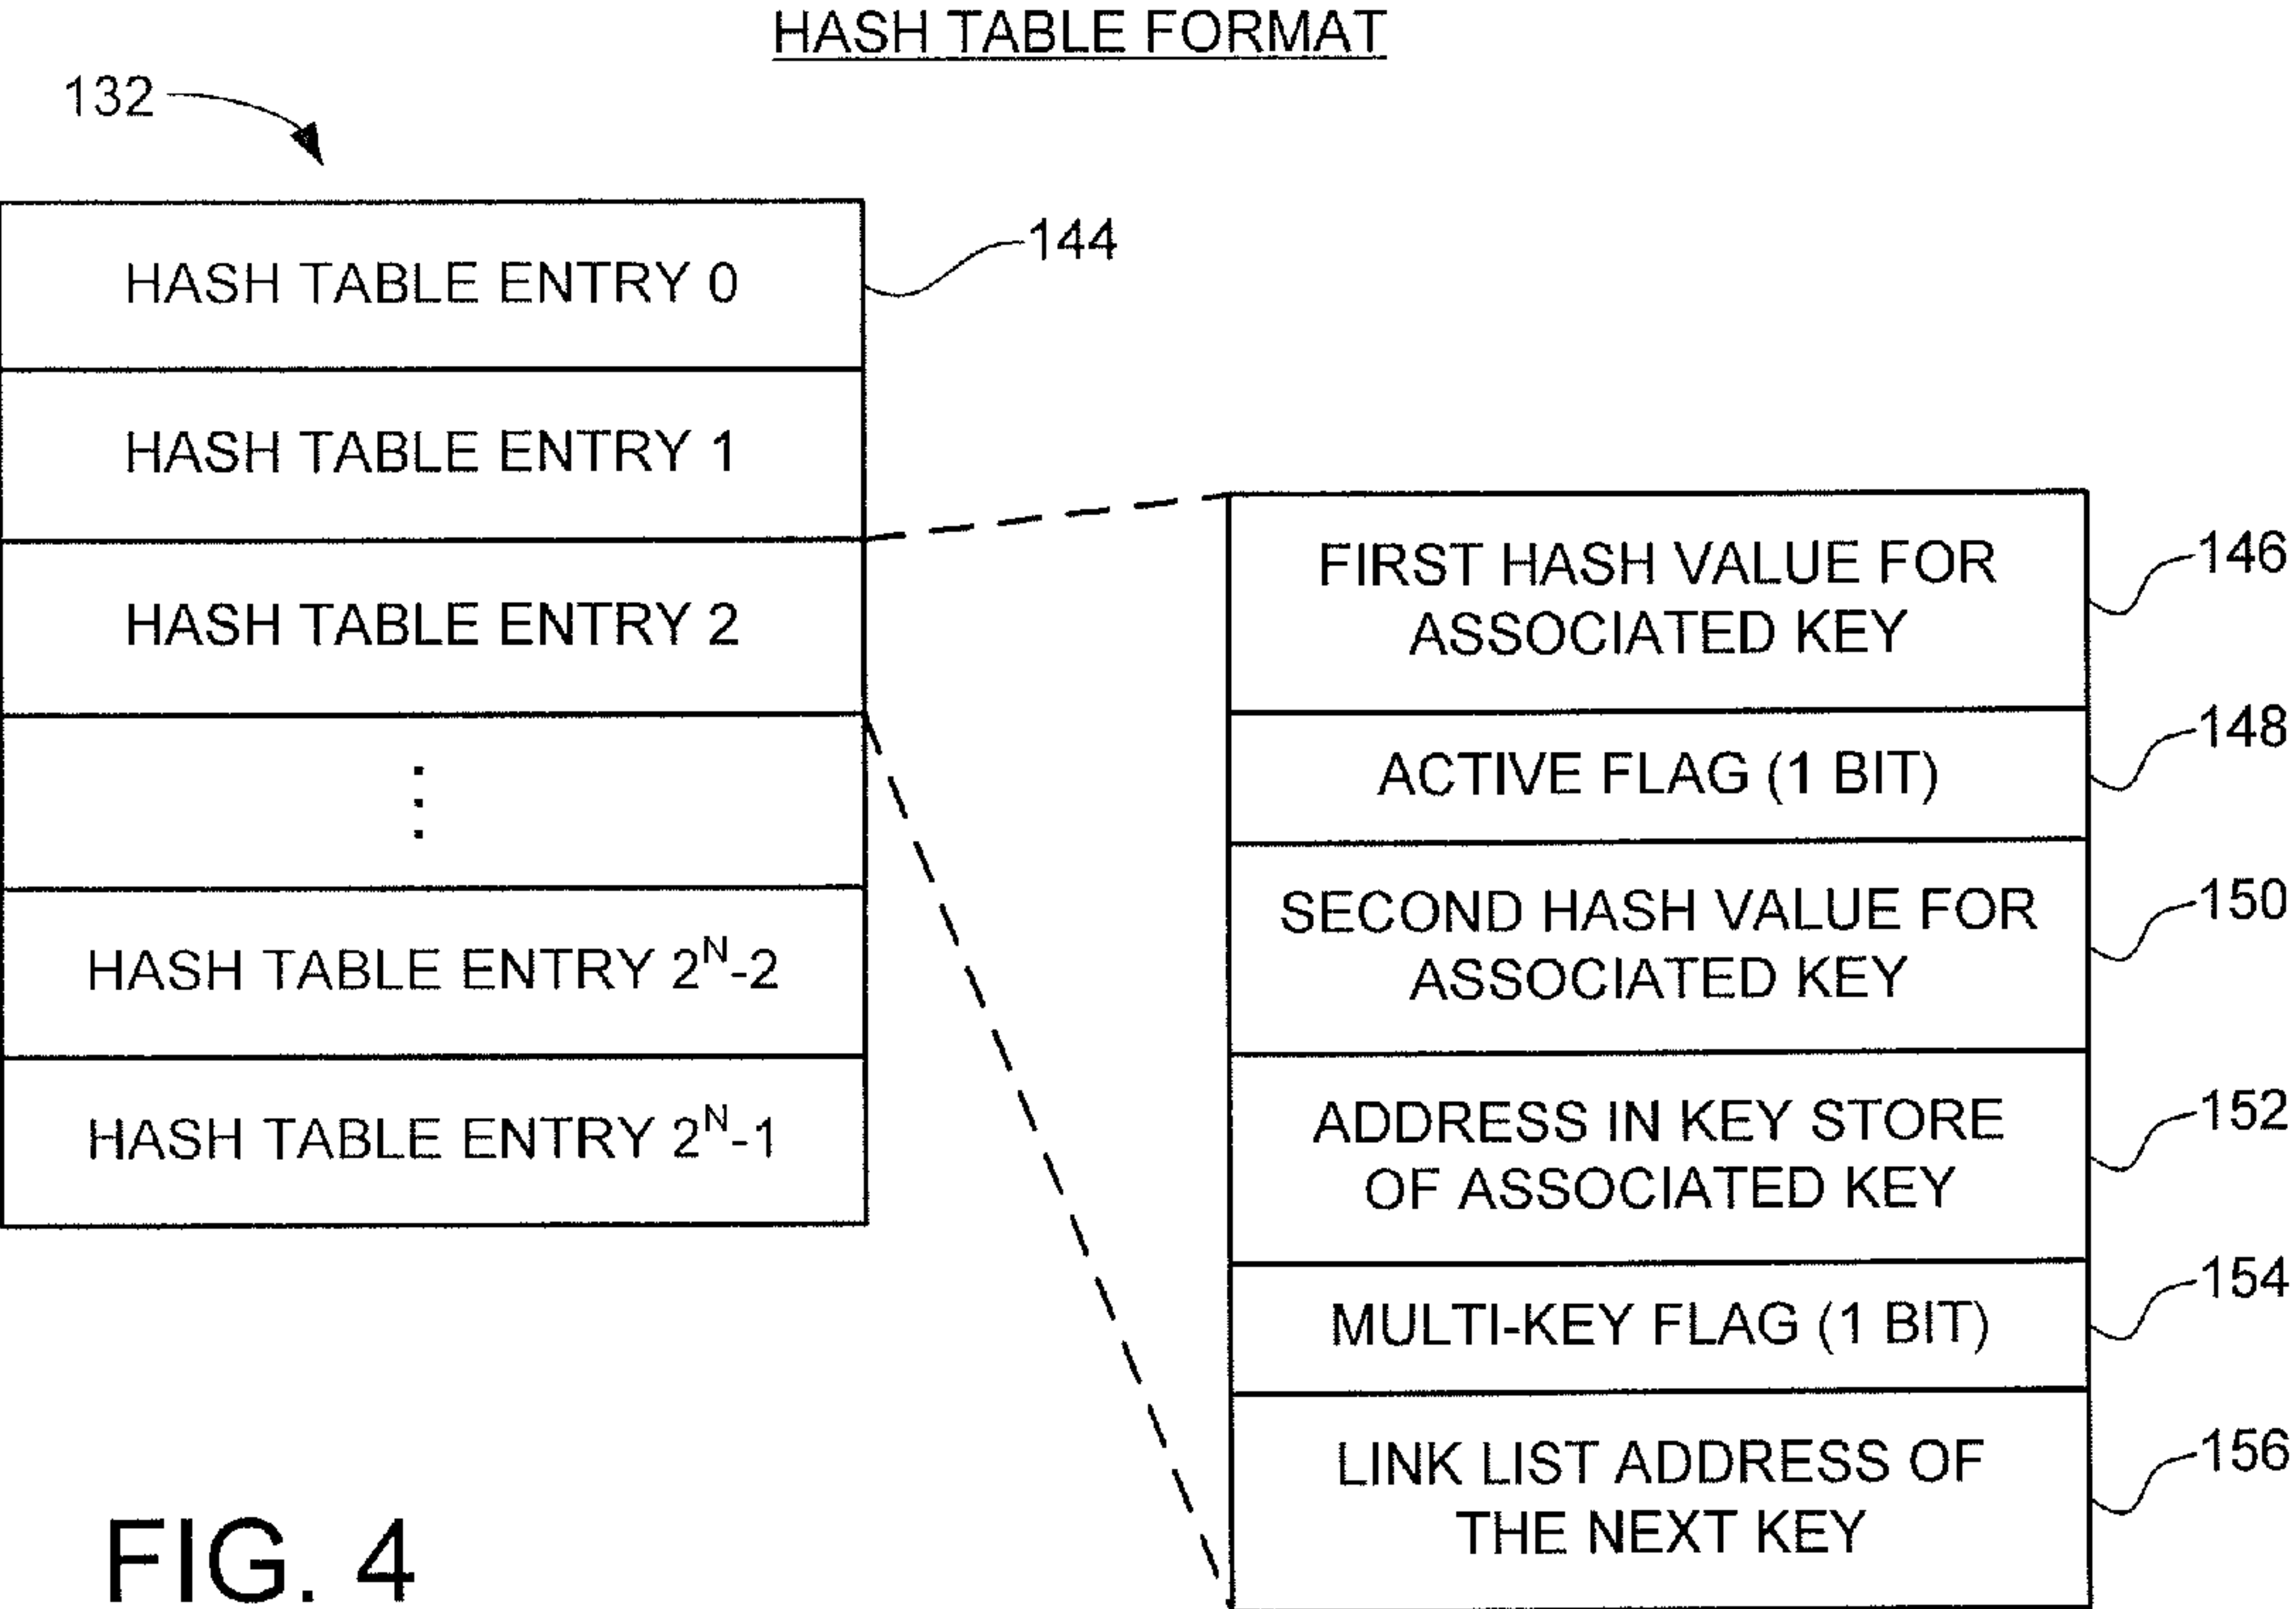 HASH TABLE FORMAT
132
HASH TABLE ENTRY 0
144
HASH TABLE ENTRY 1
HASH TABLE ENTRY 2
⋮
HASH TABLE ENTRY 2^N-2
HASH TABLE ENTRY 2^N-1
FIRST HASH VALUE FOR
ASSOCIATED KEY
146
ACTIVE FLAG (1 BIT)
148
SECOND HASH VALUE FOR
ASSOCIATED KEY
150
ADDRESS IN KEY STORE
OF ASSOCIATED KEY
152
MULTI-KEY FLAG (1 BIT)
154
LINK LIST ADDRESS OF
THE NEXT KEY
156
FIG. 4